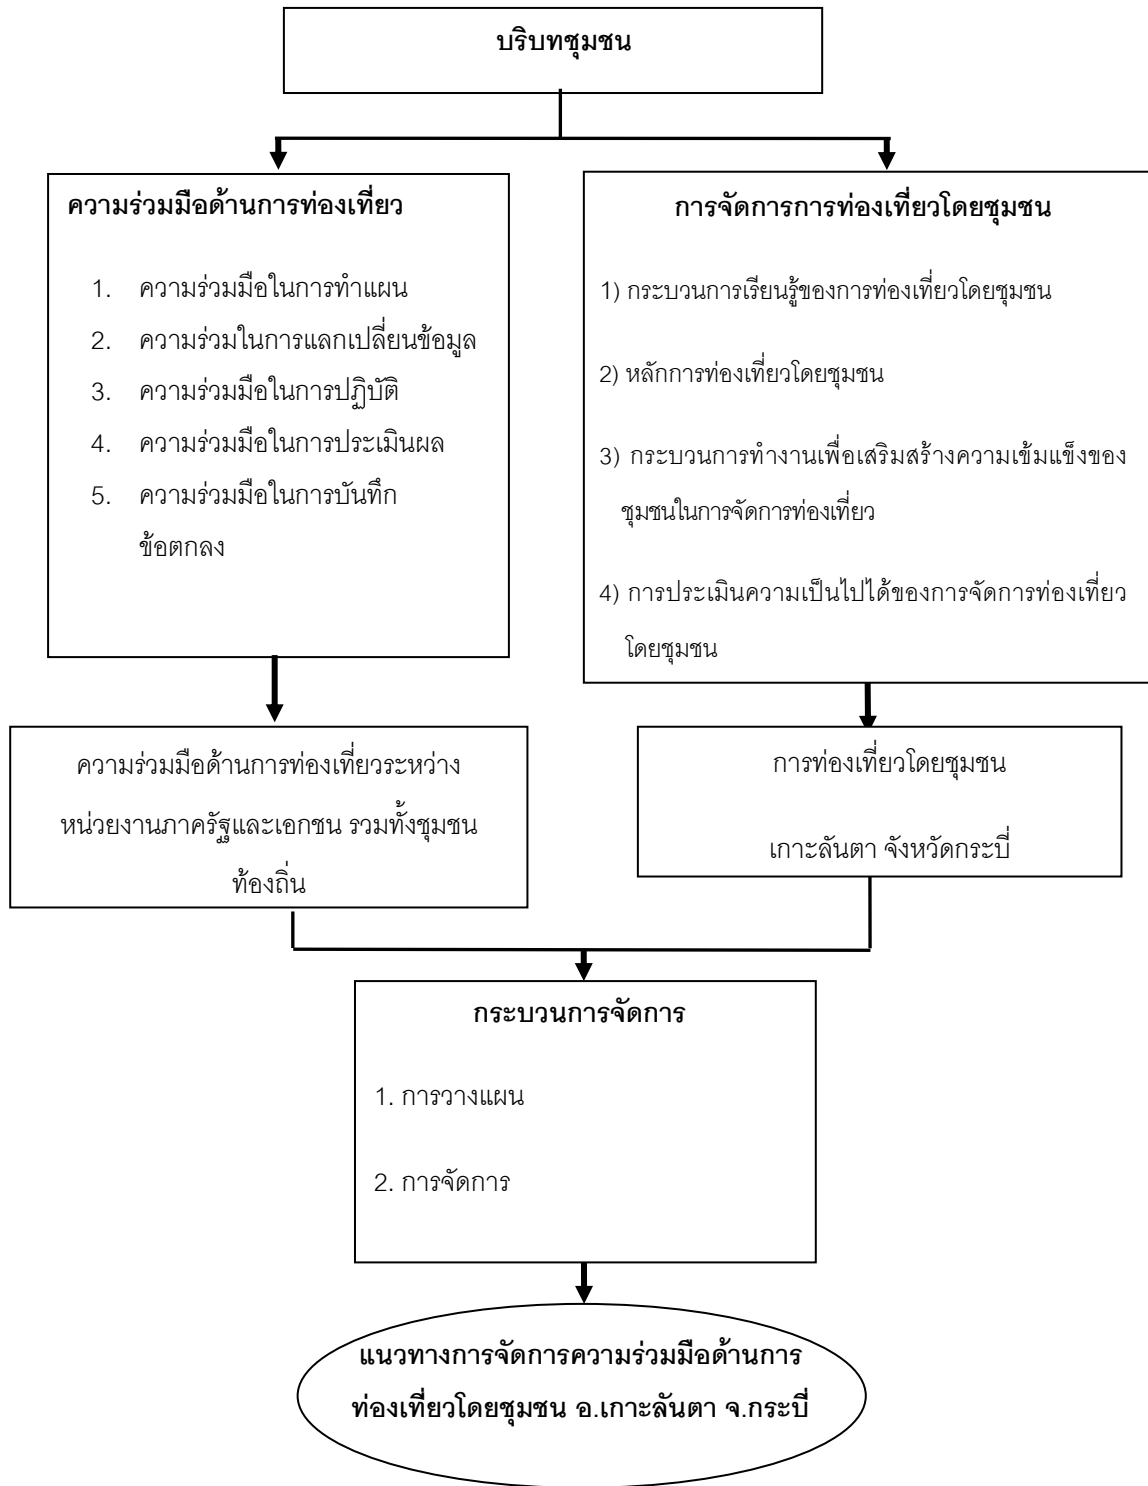 บริบทชุมชน
ความร่วมมือด้านการท่องเที่ยว
1. ความร่วมมือในการทำแผน
2. ความร่วมในการแลกเปลี่ยนข้อมูล
3. ความร่วมมือในการปฏิบัติ
4. ความร่วมมือในการประเมินผล
5. ความร่วมมือในการบันทึก
ข้อตกลง
การจัดการการท่องเที่ยวโดยชุมชน
1) กระบวนการเรียนรู้ของการท่องเที่ยวโดยชุมชน
2) หลักการท่องเที่ยวโดยชุมชน
3) กระบวนการทำงานเพื่อเสริมสร้างความเข้มแข็งของ
ชุมชนในการจัดการท่องเที่ยว
4) การประเมินความเป็นไปได้ของการจัดการท่องเที่ยว
โดยชุมชน
ความร่วมมือด้านการท่องเที่ยวระหว่าง
หน่วยงานภาครัฐและเอกชน รวมทั้งชุมชน
ท้องถิ่น
การท่องเที่ยวโดยชุมชน
เกาะลันตา จังหวัดกระบี่
กระบวนการจัดการ
1. การวางแผน
2. การจัดการ
แนวทางการจัดการความร่วมมือด้านการ
ท่องเที่ยวโดยชุมชน อ.เกาะลันตา จ.กระบี่